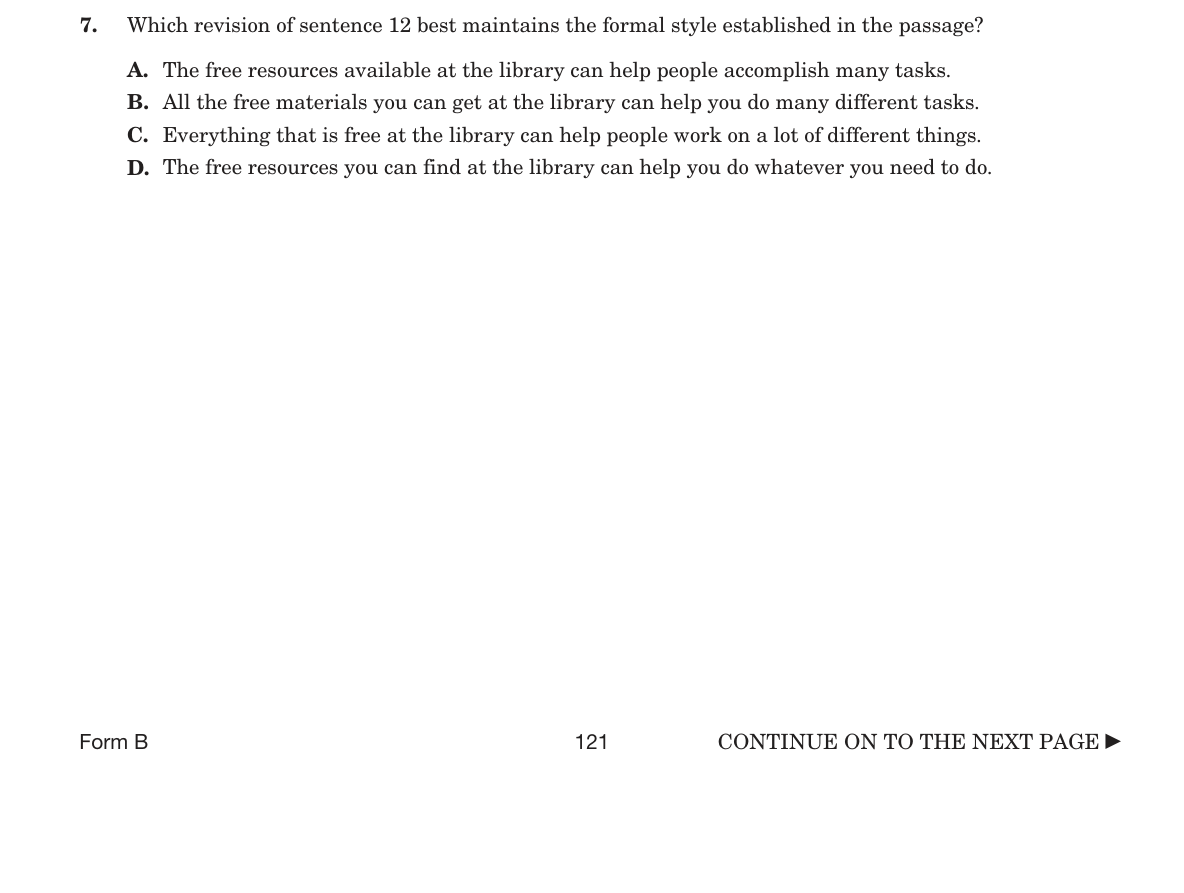 7. Which revision of sentence 12 best maintains the formal style established in the passage?
A. The free resources available at the library can help people accomplish many tasks.
B. All the free materials you can get at the library can help you do many different tasks.
C. Everything that is free at the library can help people work on a lot of different things.
D. The free resources you can find at the library can help you do whatever you need to do.
Form B 121 CONTINUE ON TO THE NEXT PAGE ▶